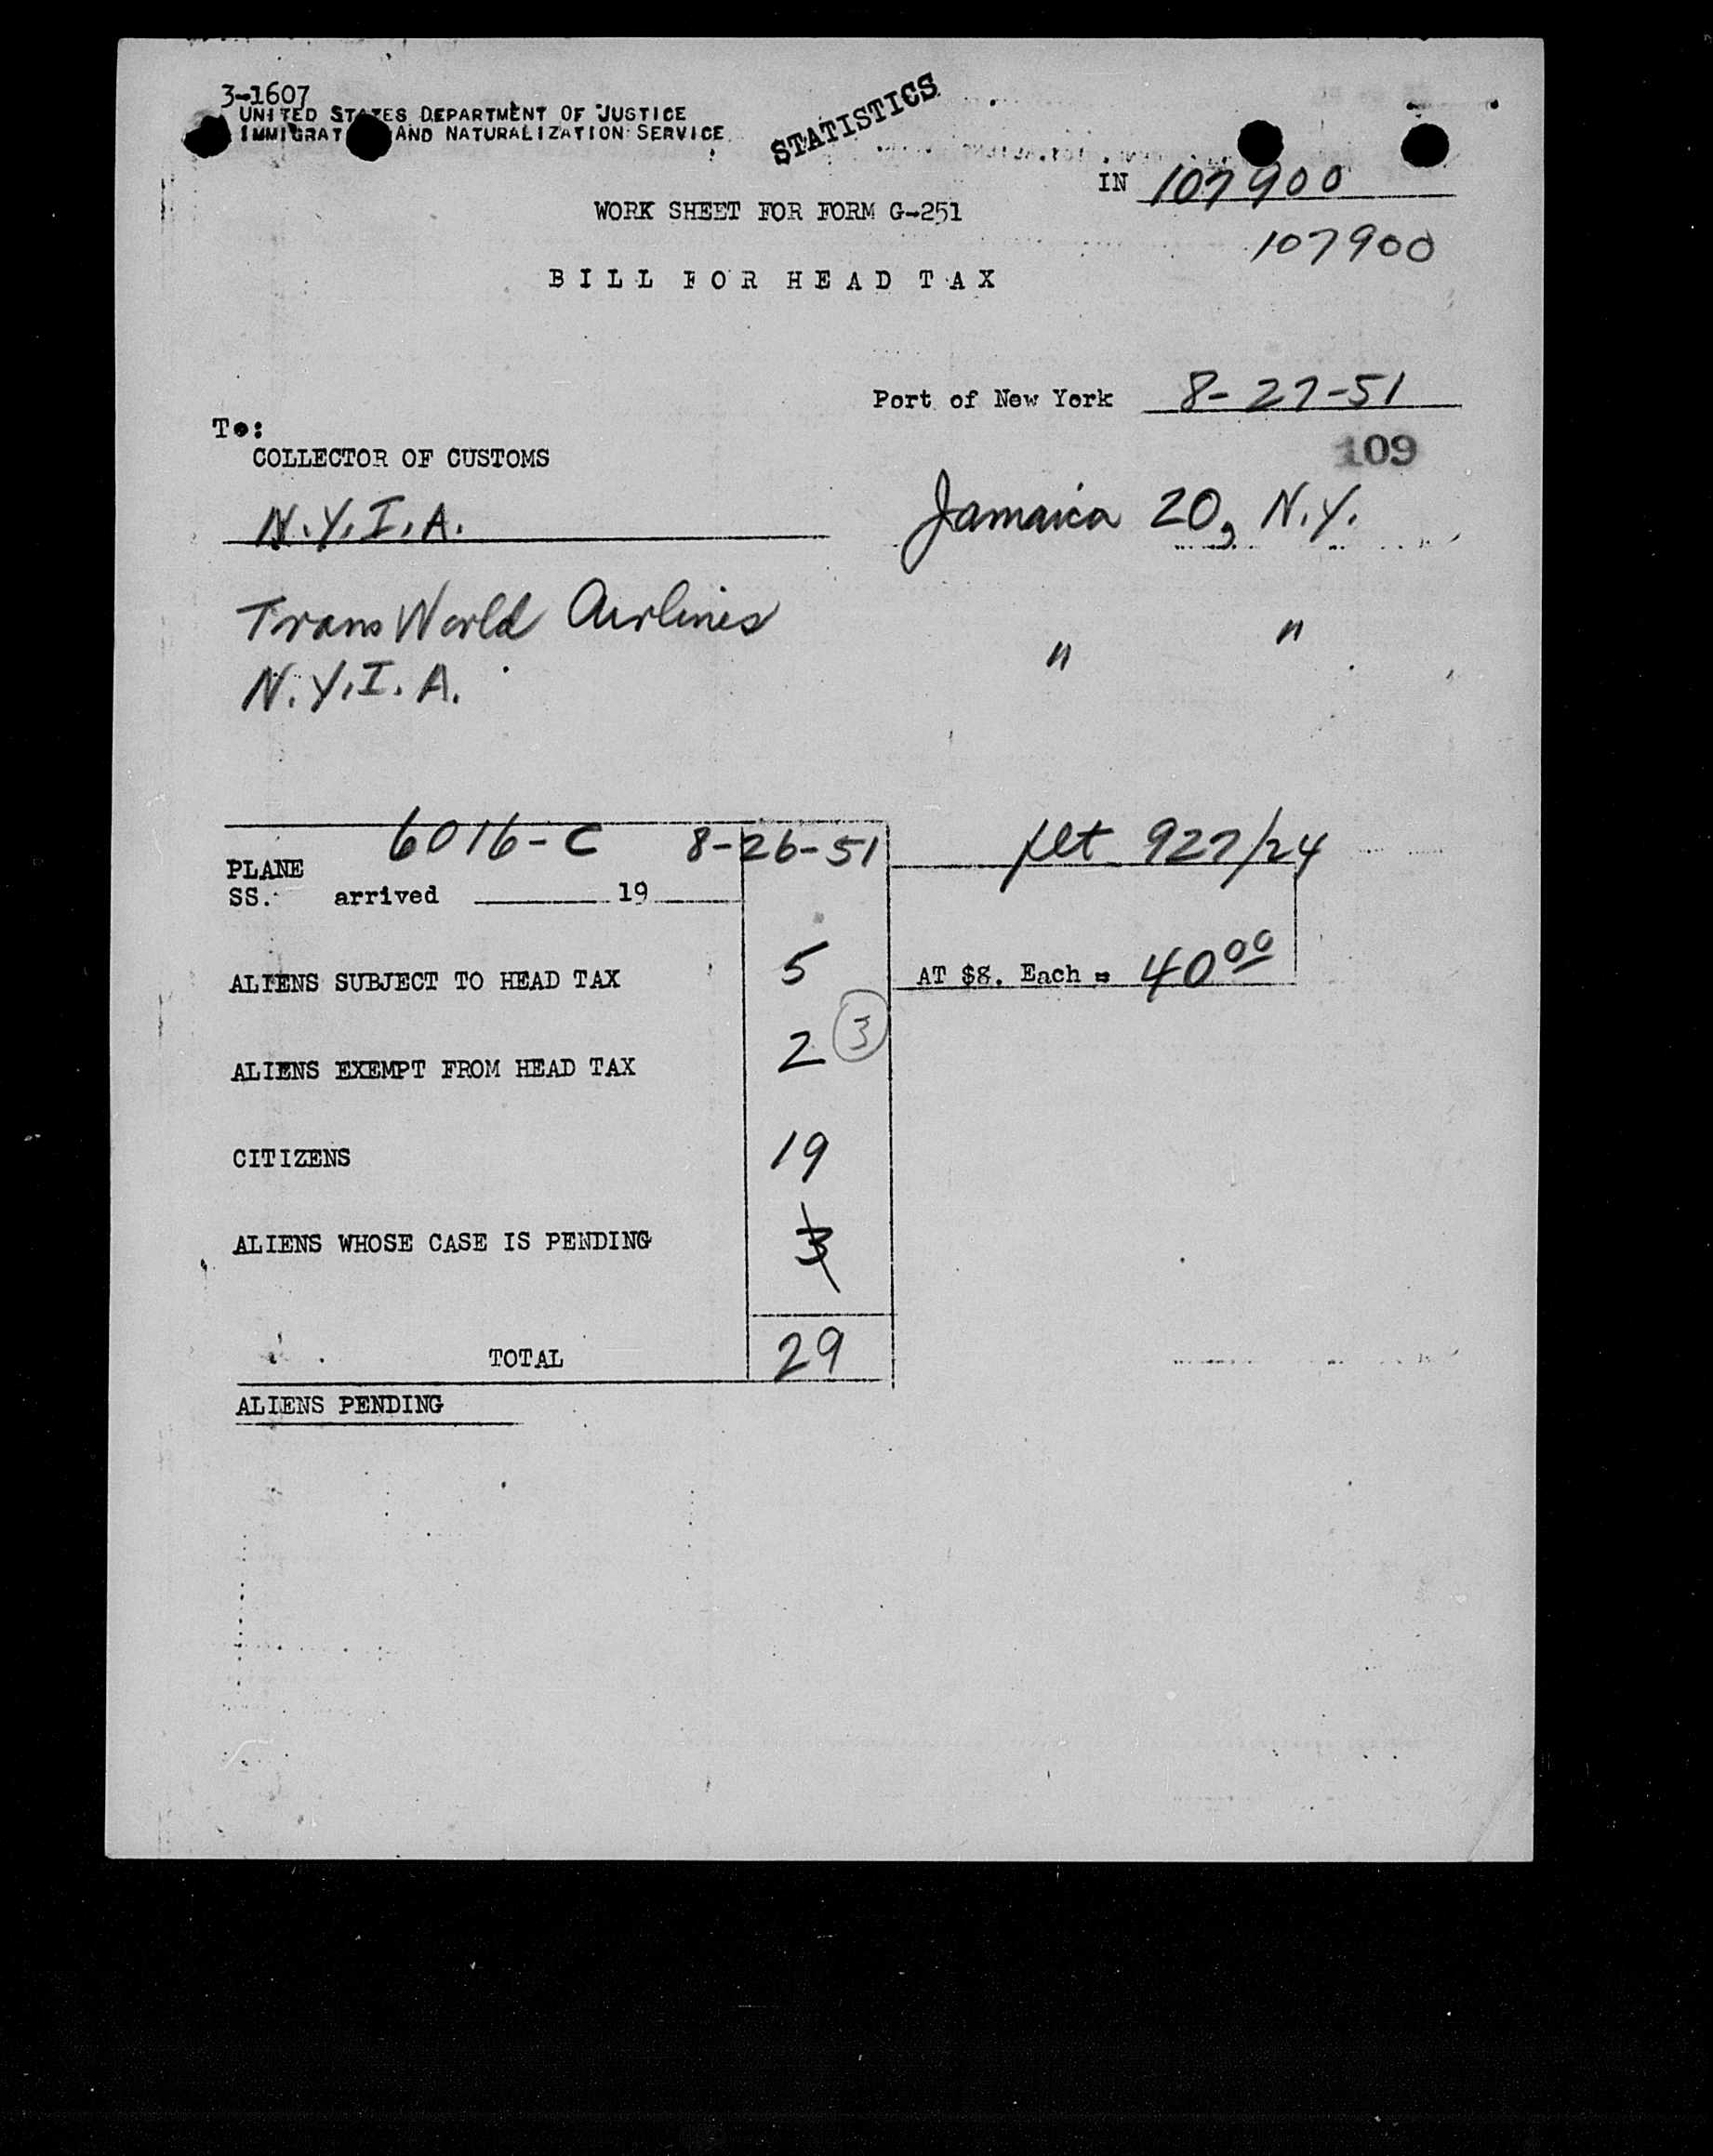 3-1607
UNITED STATES DEPARTMENT OF JUSTICE
IMMIGRAT AND NATURALIZATION SERVICE
STATISTICS
IN 107900
WORK SHEET FOR FORM G-251
107900
BILL FOR HEAD TAX
Port of New York 8-27-51
To:
109
COLLECTOR OF CUSTOMS
N.Y.I.A. Jamaica 20, N.Y.
Trans World Airlines " "
N.Y.I.A.
6016-C 8-26-51 flt 927/24
PLANE
SS. arrived 19
ALIENS SUBJECT TO HEAD TAX 5 AT $8. Each = 40 00
ALIENS EXEMPT FROM HEAD TAX 2 3
CITIZENS 19
ALIENS WHOSE CASE IS PENDING 3
TOTAL 29
ALIENS PENDING